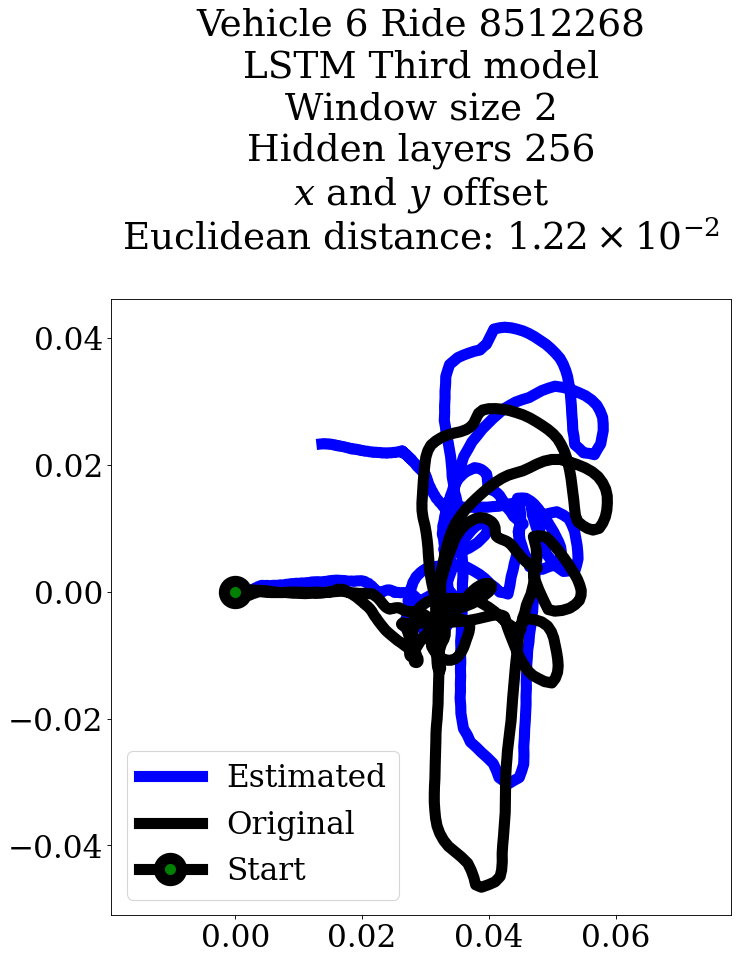 Vehicle 6 Ride 8512268
LSTM Third model
Window size 2
Hidden layers 256
x and y offset
Euclidean distance: 1.22 × 10⁻²
0.04
0.02
0.00
−0.02
−0.04
Estimated
Original
Start
0.00 0.02 0.04 0.06